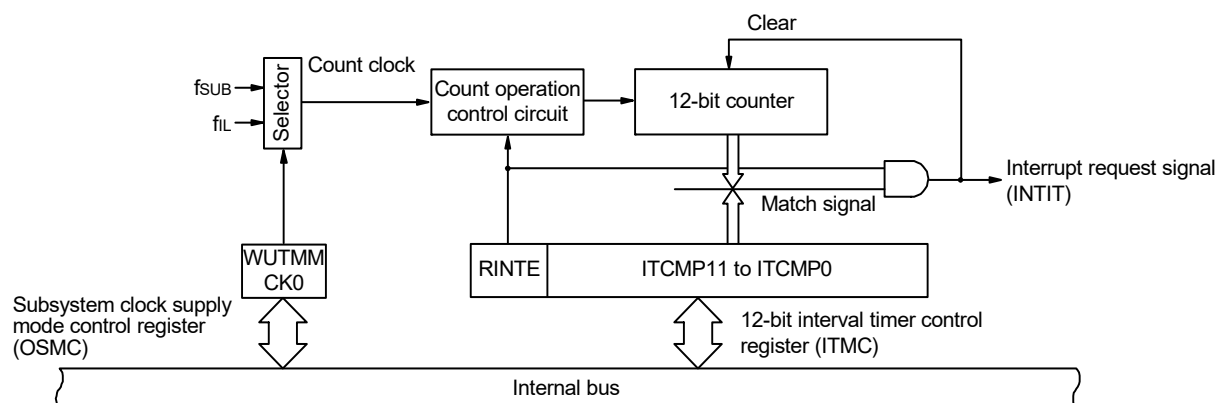 Clear
Count clock
fSUB
fIL
Selector
Count operation
control circuit
12-bit counter
Interrupt request signal
(INTIT)
Match signal
WUTMM
CK0
RINTE
ITCMP11 to ITCMP0
Subsystem clock supply
mode control register
(OSMC)
12-bit interval timer control
register (ITMC)
Internal bus